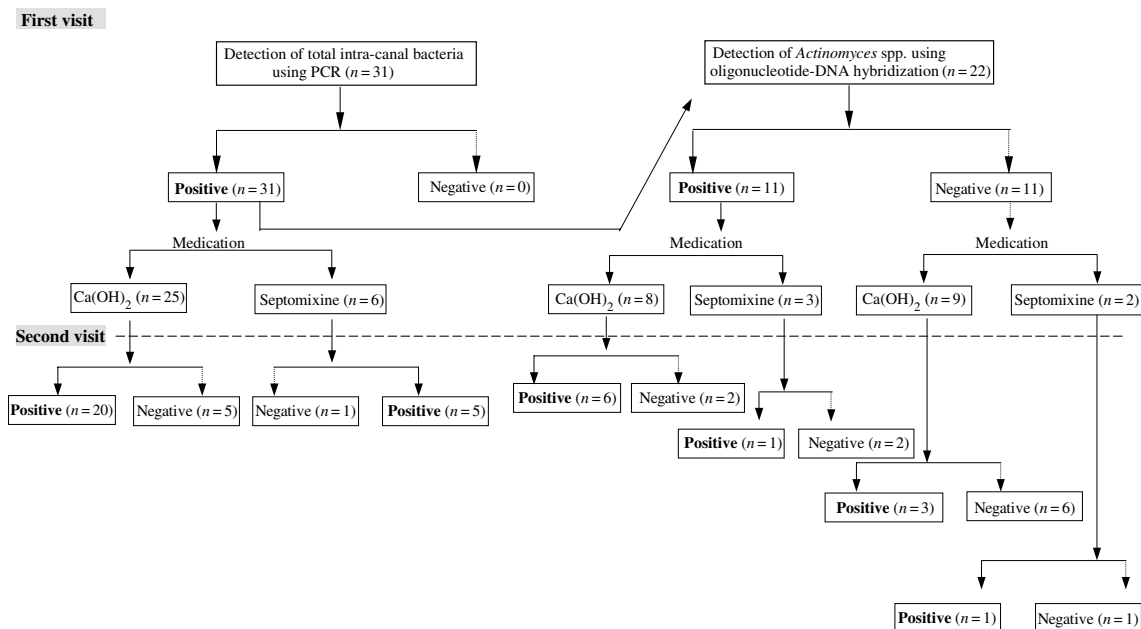 First visit
Detection of total intra-canal bacteria
using PCR (n = 31)
Detection of Actinomyces spp. using
oligonucleotide-DNA hybridization (n = 22)
Positive (n = 31)
Negative (n = 0)
Positive (n = 11)
Negative (n = 11)
Medication
Medication
Medication
Ca(OH)2 (n = 25)
Septomixine (n = 6)
Ca(OH)2 (n = 8)
Septomixine (n = 3)
Ca(OH)2 (n = 9)
Septomixine (n = 2)
Second visit
Positive (n = 20)
Negative (n = 5)
Negative (n = 1)
Positive (n = 5)
Positive (n = 6)
Negative (n = 2)
Positive (n = 1)
Negative (n = 2)
Positive (n = 3)
Negative (n = 6)
Positive (n = 1)
Negative (n = 1)